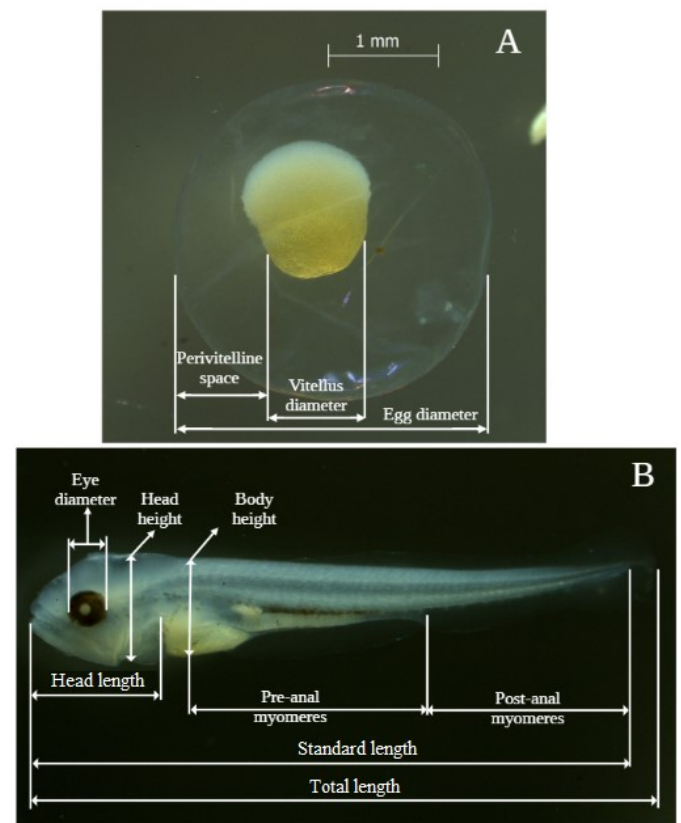 A
1 mm
Perivitelline
space
Vitellus
diameter
Egg diameter
B
Eye
diameter
Head
height
Body
height
Head length
Pre-anal
myomeres
Post-anal
myomeres
Standard length
Total length